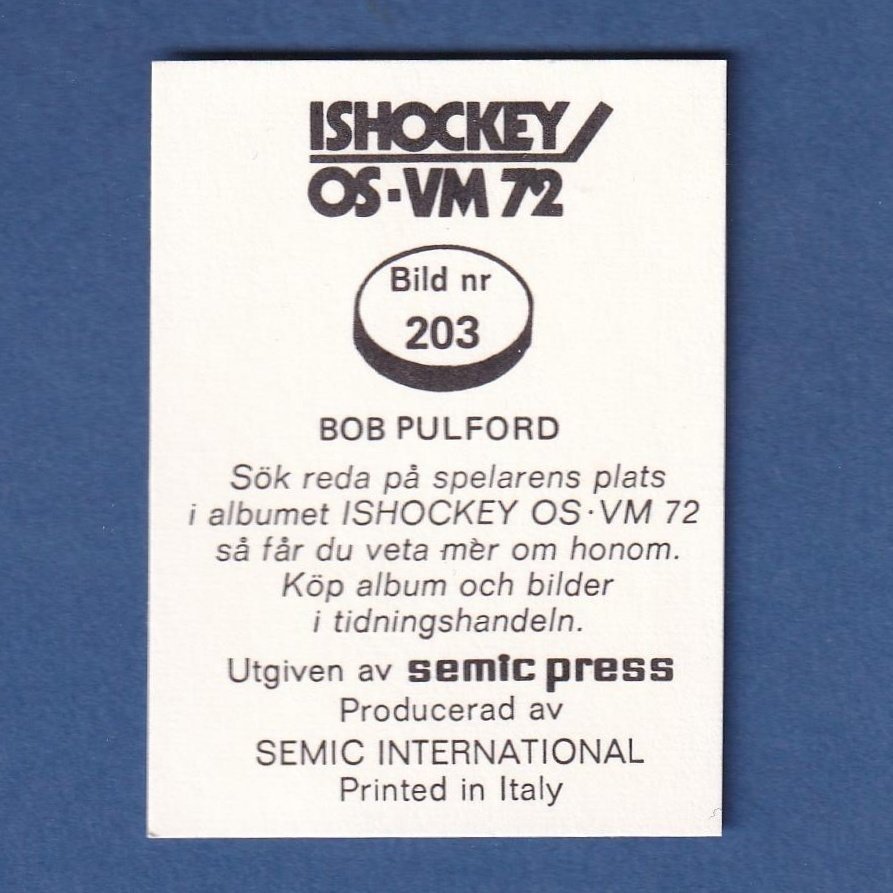 ISHOCKEY
OS·VM 72
Bild nr
203
BOB PULFORD
Sök reda på spelarens plats
i albumet ISHOCKEY OS·VM 72
så får du veta mèr om honom.
Köp album och bilder
i tidningshandeln.
Utgiven av semic press
Producerad av
SEMIC INTERNATIONAL
Printed in Italy